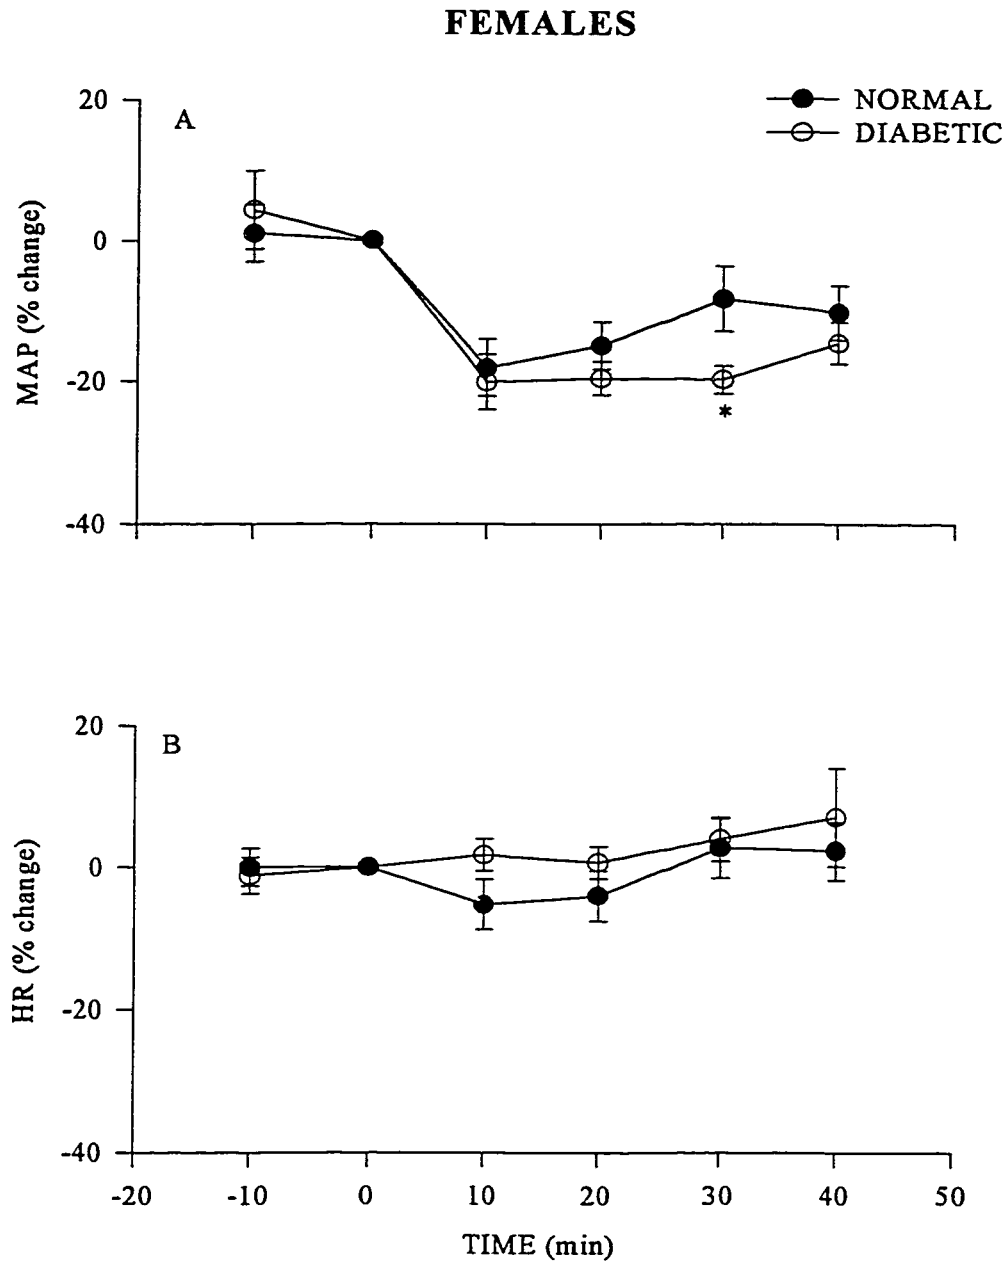 FEMALES
NORMAL
DIABETIC
A
20
0
-20
-40
MAP (% change)
*
B
20
0
-20
-40
HR (% change)
-20 -10 0 10 20 30 40 50
TIME (min)